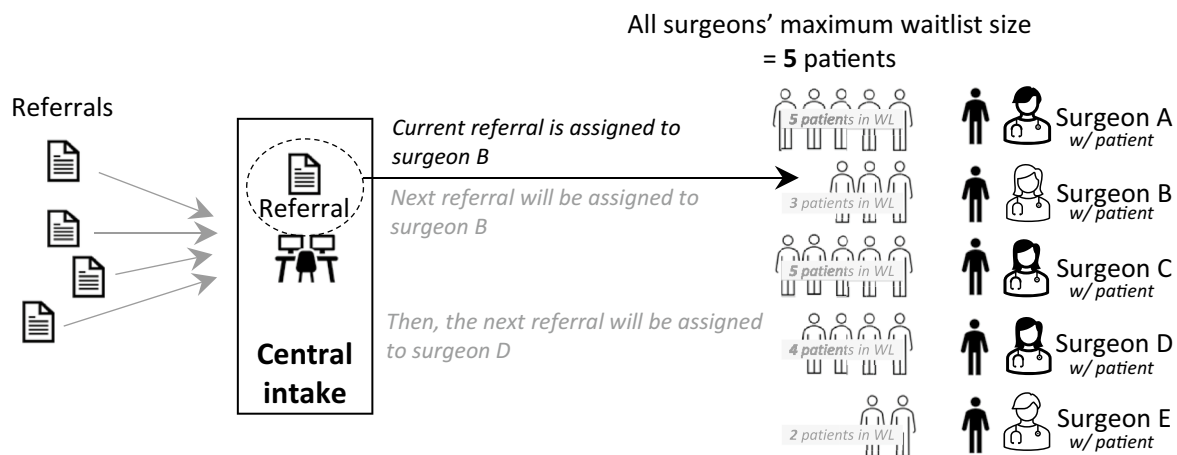 All surgeons’ maximum waitlist size
= 5 patients
Referrals
Current referral is assigned to
surgeon B
Referral
Next referral will be assigned to
surgeon B
Then, the next referral will be assigned
to surgeon D
Central
intake
5 patients in WL
Surgeon A
w/ patient
3 patients in WL
Surgeon B
w/ patient
5 patients in WL
Surgeon C
w/ patient
4 patients in WL
Surgeon D
w/ patient
2 patients in WL
Surgeon E
w/ patient